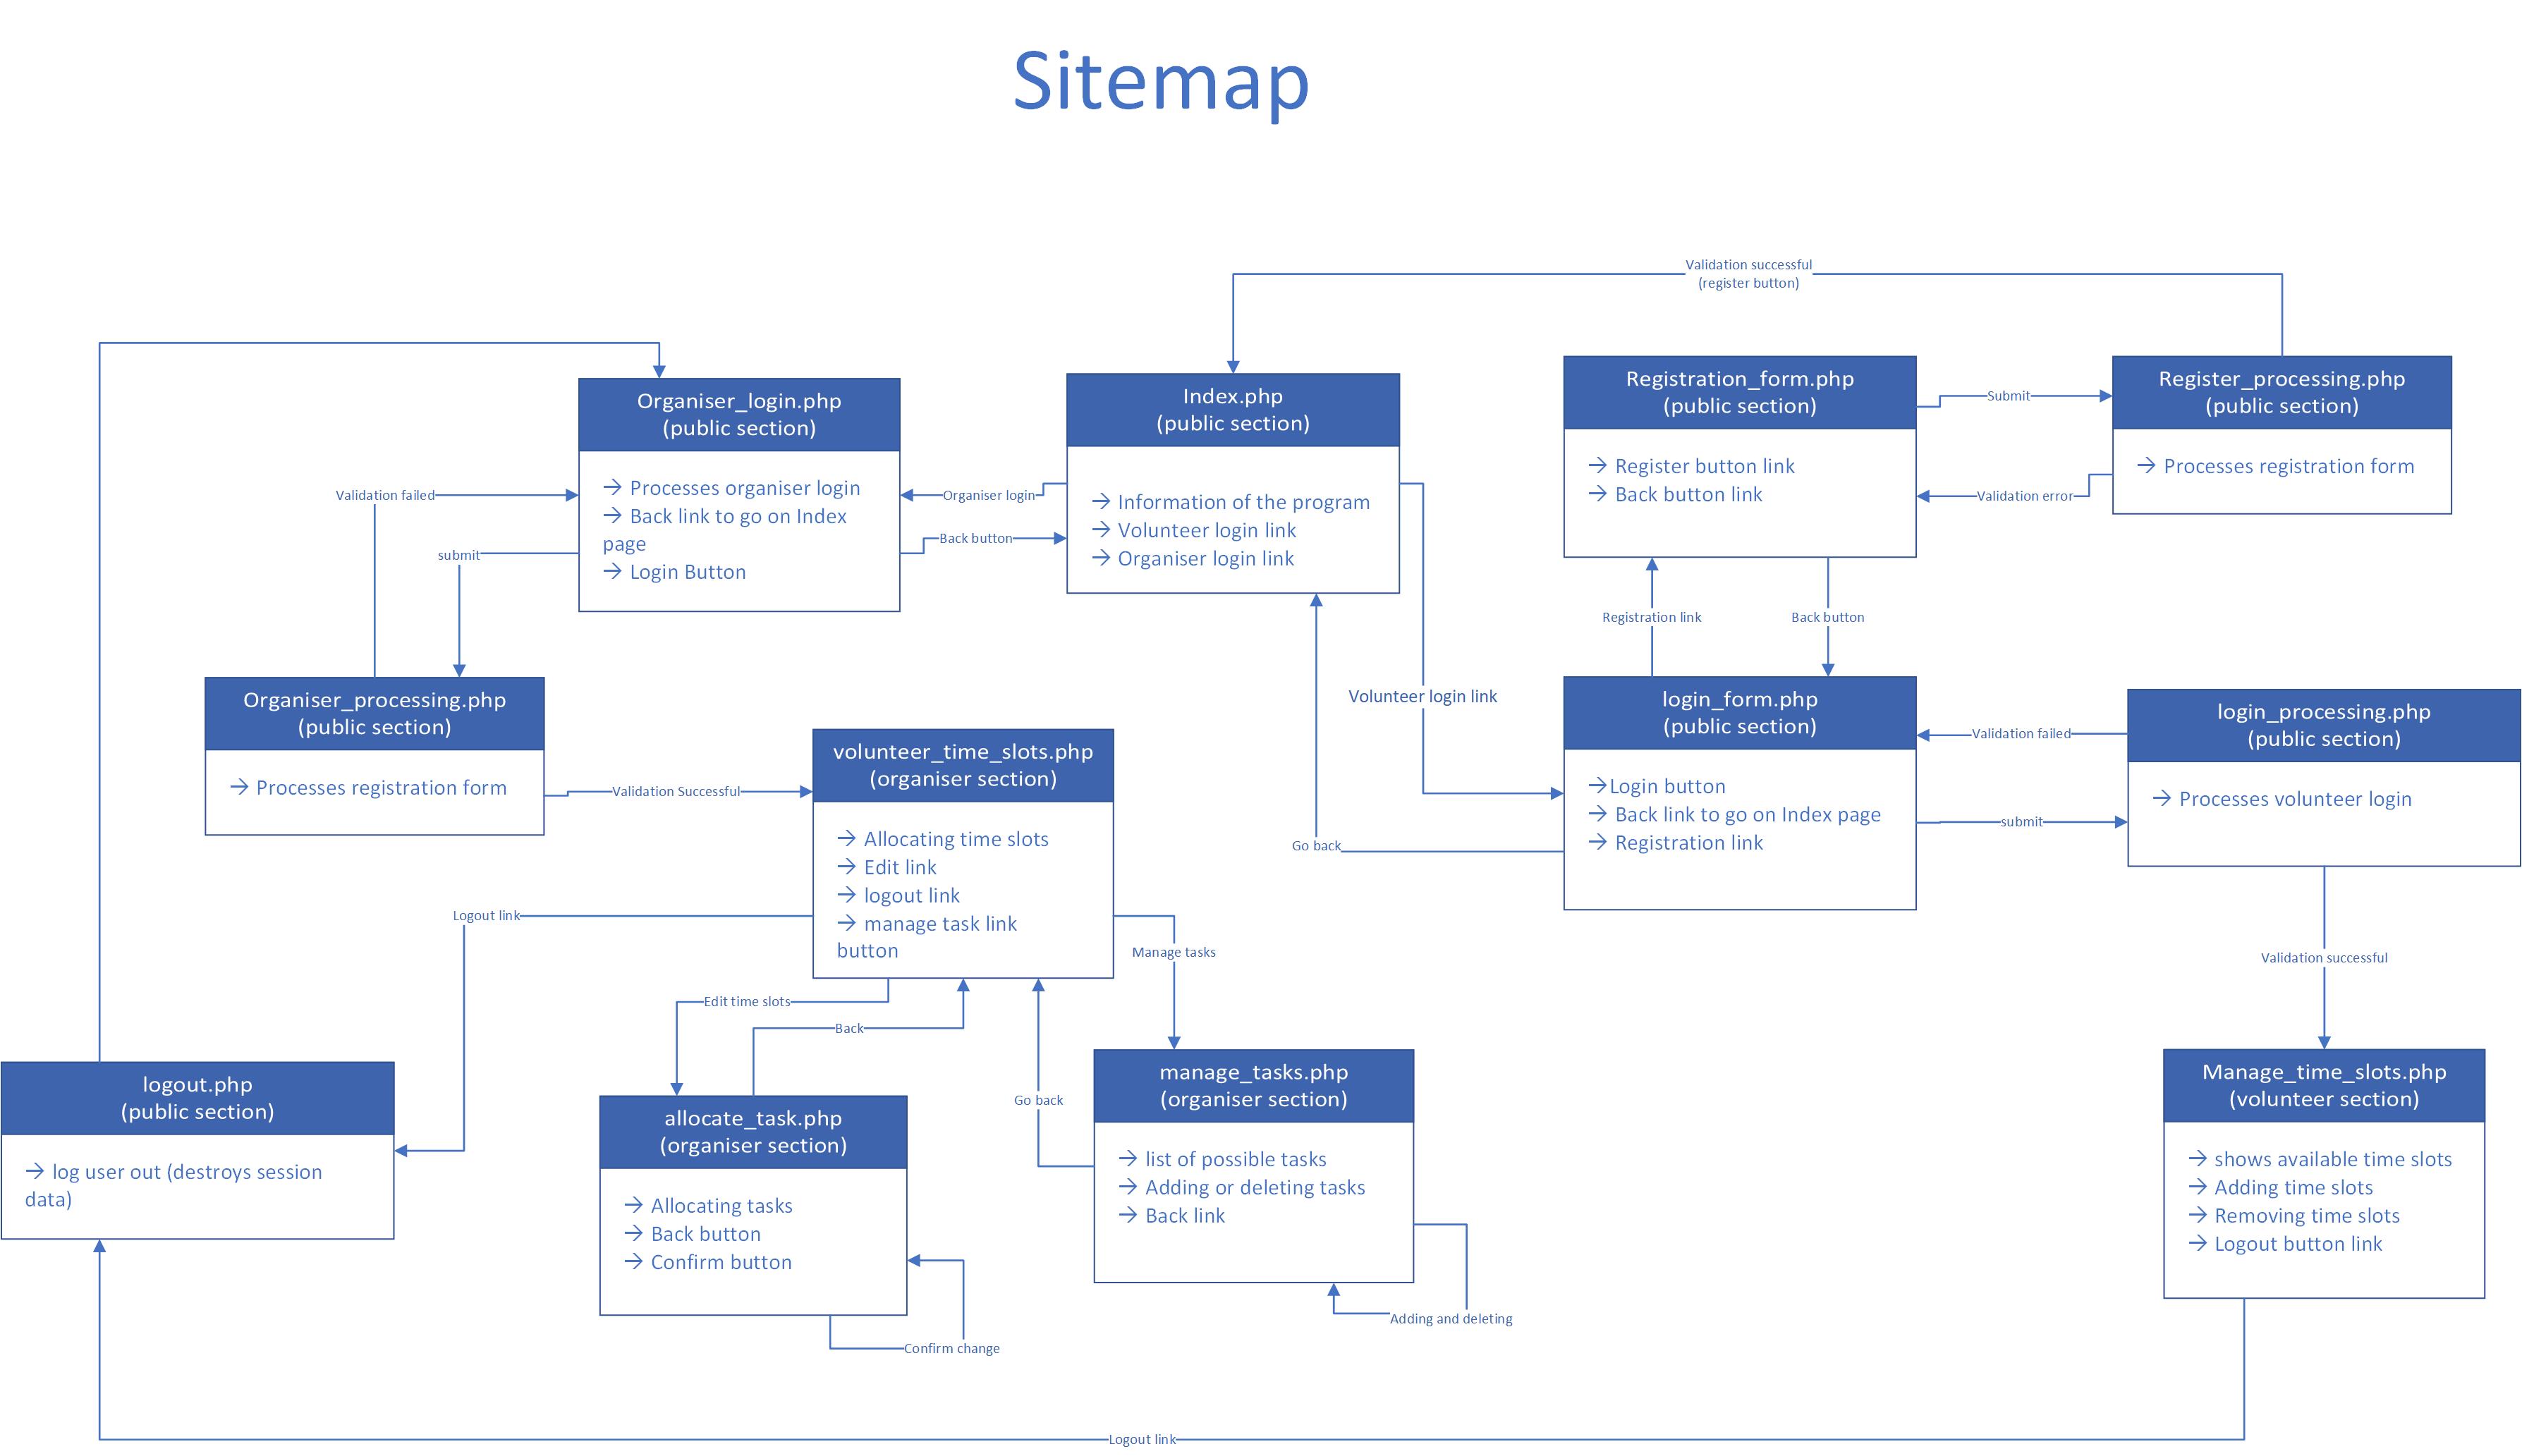 Sitemap
Validation successful
(register button)
Organiser_login.php
(public section)
→ Processes organiser login
→ Back link to go on Index
page
→ Login Button
Index.php
(public section)
→ Information of the program
→ Volunteer login link
→ Organiser login link
Registration_form.php
(public section)
→ Register button link
→ Back button link
Register_processing.php
(public section)
→ Processes registration form
Submit
Validation error
Validation failed
submit
Organiser login
Back button
Registration link
Back button
Volunteer login link
Organiser_processing.php
(public section)
→ Processes registration form
Validation Successful
volunteer_time_slots.php
(organiser section)
→ Allocating time slots
→ Edit link
→ logout link
→ manage task link
button
login_form.php
(public section)
→Login button
→ Back link to go on Index page
→ Registration link
login_processing.php
(public section)
→ Processes volunteer login
Validation failed
submit
Go back
Logout link
Manage tasks
Validation successful
Edit time slots
Back
Go back
logout.php
(public section)
→ log user out (destroys session
data)
allocate_task.php
(organiser section)
→ Allocating tasks
→ Back button
→ Confirm button
manage_tasks.php
(organiser section)
→ list of possible tasks
→ Adding or deleting tasks
→ Back link
Manage_time_slots.php
(volunteer section)
→ shows available time slots
→ Adding time slots
→ Removing time slots
→ Logout button link
Adding and deleting
Confirm change
Logout link